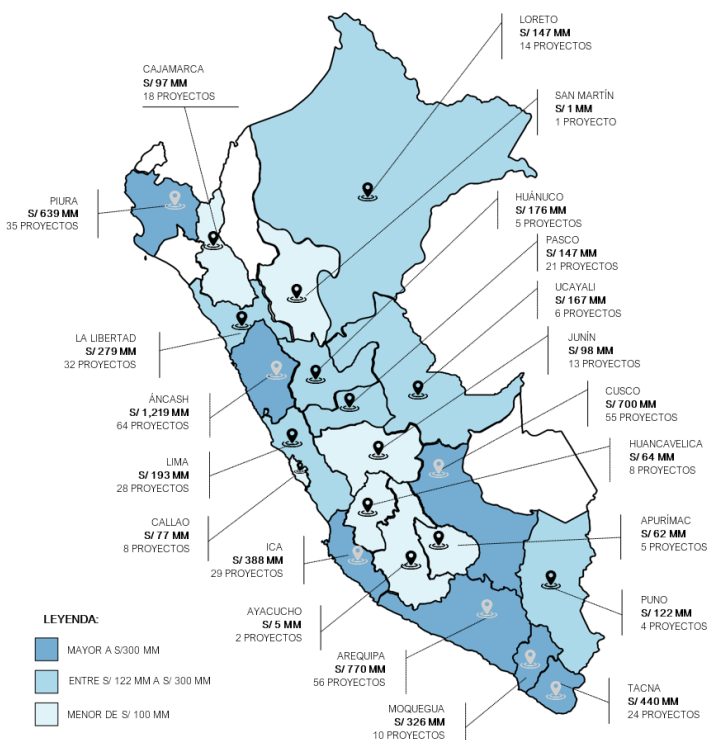 LORETO
S/ 147 MM
14 PROYECTOS
CAJAMARCA
S/ 97 MM
18 PROYECTOS
SAN MARTÍN
S/ 1 MM
1 PROYECTO
PIURA
S/ 639 MM
35 PROYECTOS
HUÁNUCO
S/ 176 MM
5 PROYECTOS
PASCO
S/ 147 MM
21 PROYECTOS
UCAYALI
S/ 167 MM
6 PROYECTOS
LA LIBERTAD
S/ 279 MM
32 PROYECTOS
JUNÍN
S/ 98 MM
13 PROYECTOS
ÁNCASH
S/ 1,219 MM
64 PROYECTOS
CUSCO
S/ 700 MM
55 PROYECTOS
HUANCAVELICA
S/ 64 MM
8 PROYECTOS
LIMA
S/ 193 MM
28 PROYECTOS
CALLAO
S/ 77 MM
8 PROYECTOS
APURÍMAC
S/ 62 MM
5 PROYECTOS
ICA
S/ 388 MM
29 PROYECTOS
PUNO
S/ 122 MM
4 PROYECTOS
AYACUCHO
S/ 5 MM
2 PROYECTOS
AREQUIPA
S/ 770 MM
56 PROYECTOS
TACNA
S/ 440 MM
24 PROYECTOS
MOQUEGUA
S/ 326 MM
10 PROYECTOS
LEYENDA:
MAYOR A S/300 MM
ENTRE S/ 122 MM A S/ 300 MM
MENOR DE S/ 100 MM